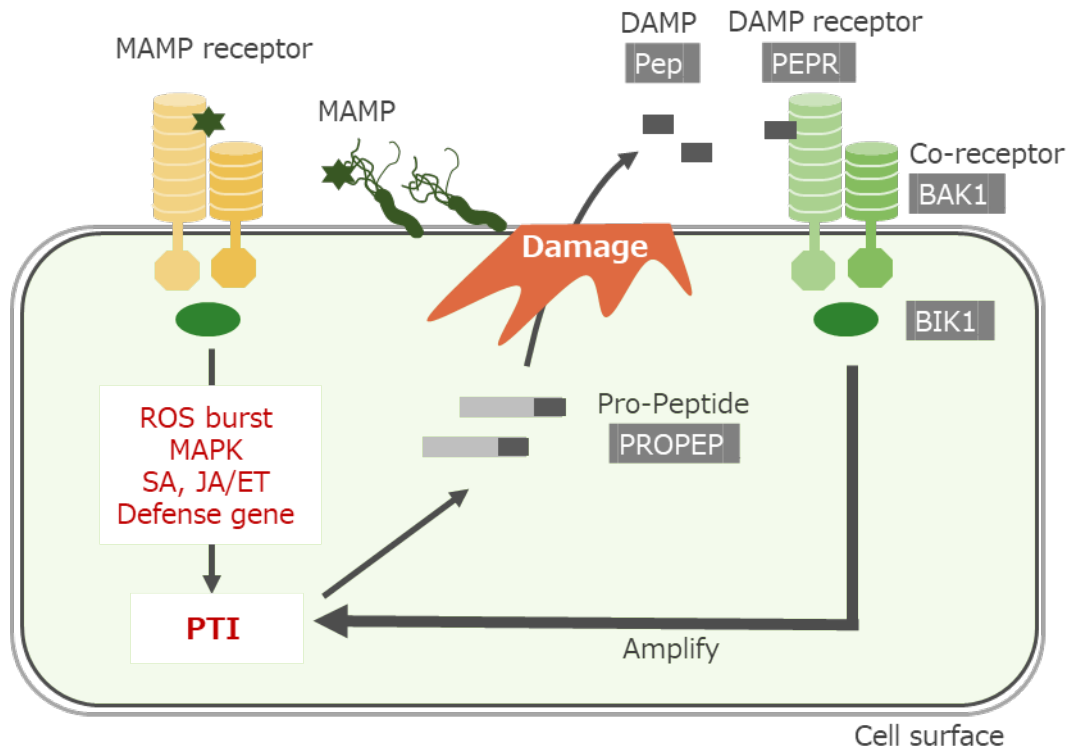 MAMP receptor
MAMP
DAMP
Pep
DAMP receptor
PEPR
Co-receptor
BAK1
Damage
BIK1
ROS burst
MAPK
SA, JA/ET
Defense gene
Pro-Peptide
PROPEP
PTI
Amplify
Cell surface